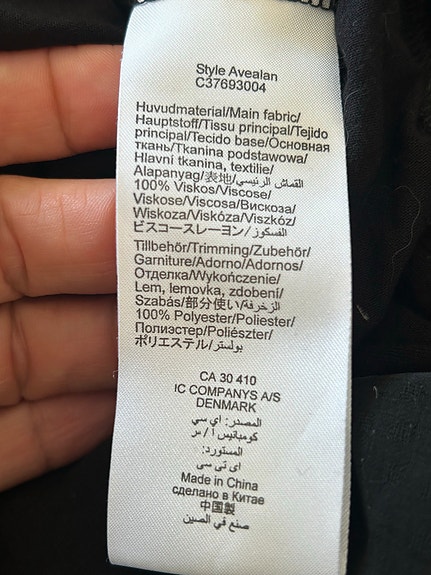 Style Avealan
C37693004
Huvudmaterial/Main fabric/
Hauptstoff/Tissu principal/Tejido
principal/Tecido base/Основная
ткань/Tkanina podstawowa/
Hlavní tkanina, textilie/
Alapanyag/表地/القماش الرئيسي
100% Viskos/Viscose/
Viskose/Viscosa/Вискоза/
Wiskoza/Viskóza/Viszkóz/
ビスコースレーヨン/الفسكوز
Tillbehör/Trimming/Zubehör/
Garniture/Adorno/Adornos/
Отделка/Wykończenie/
Lem, lemovka, zdobení/
Szabás/部分使い/الزخرفة
100% Polyester/Poliester/
Полиэстер/Poliészter/
ポリエステル/بولستر
CA 30 410
IC COMPANYS A/S
DENMARK
المصدر: اي سي
كومبانيس ا / س
المستورد:
اى تى سى
Made in China
сделано в Китае
中国製
صنع في الصين